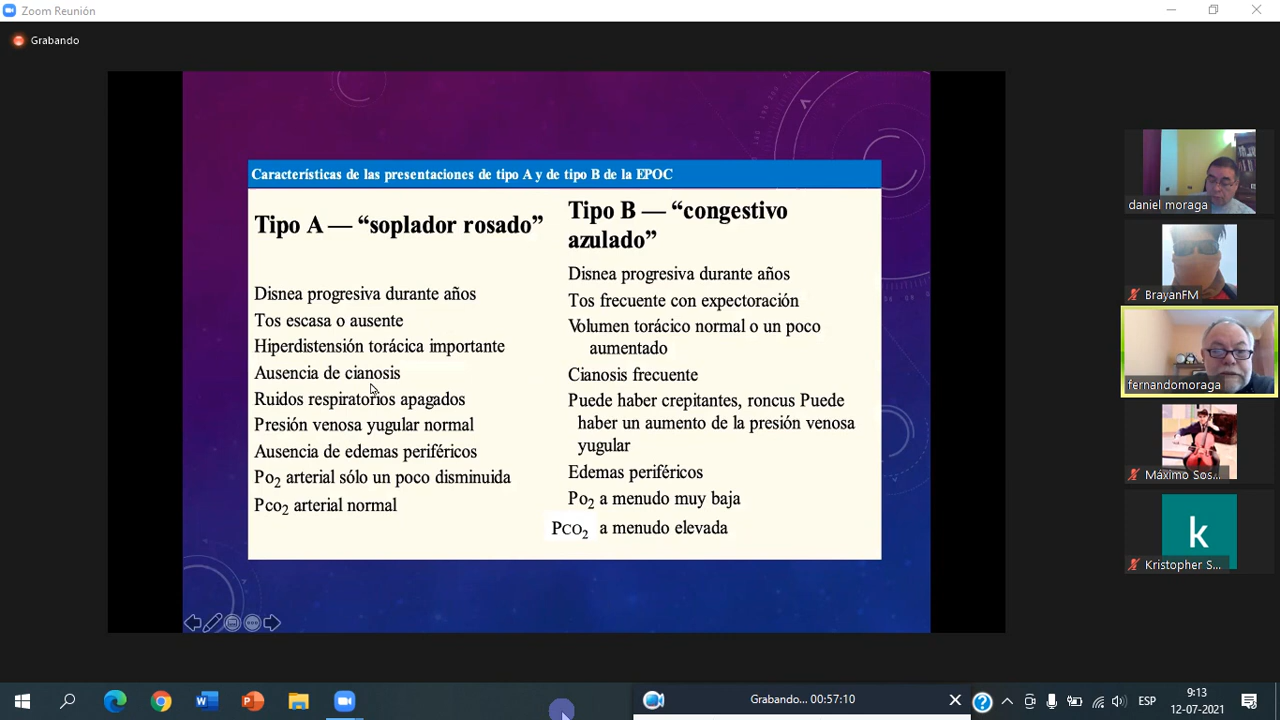 Zoom Reunión
Grabando
Características de las presentaciones de tipo A y de tipo B de la EPOC
Tipo A — “soplador rosado”
Disnea progresiva durante años
Tos escasa o ausente
Hiperdistensión torácica importante
Ausencia de cianosis
Ruidos respiratorios apagados
Presión venosa yugular normal
Ausencia de edemas periféricos
Po2 arterial sólo un poco disminuida
Pco2 arterial normal
Tipo B — “congestivo
azulado”
Disnea progresiva durante años
Tos frecuente con expectoración
Volumen torácico normal o un poco
aumentado
Cianosis frecuente
Puede haber crepitantes, roncus Puede
haber un aumento de la presión venosa
yugular
Edemas periféricos
Po2 a menudo muy baja
PCO2 a menudo elevada
daniel moraga
BrayanFM
fernandomoraga
Máximo Sos...
k
Kristopher S...
Grabando... 00:57:10
ESP
9:13
12-07-2021